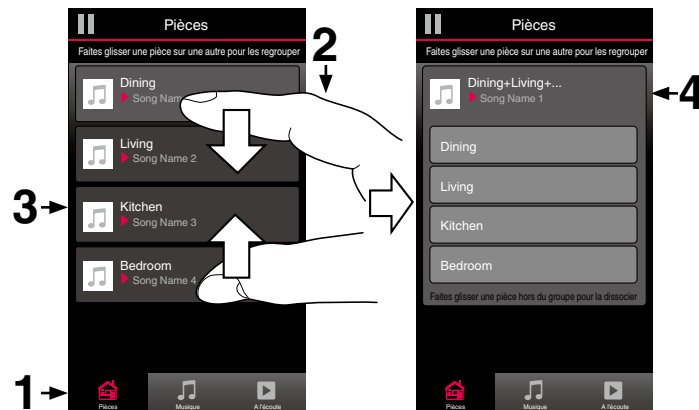 Pièces
Faites glisser une pièce sur une autre pour les regrouper
2
Dining
Song Nam
Living
Song Name 2
3
Kitchen
Song Name 3
Bedroom
Song Name 4
1
Pièces
Musique
A l'écoute
Pièces
Faites glisser une pièce sur une autre pour les regrouper
Dining+Living+...
Song Name 1
4
Dining
Living
Kitchen
Bedroom
Faites glisser une pièce hors du groupe pour la dissocier
Pièces
Musique
A l'écoute